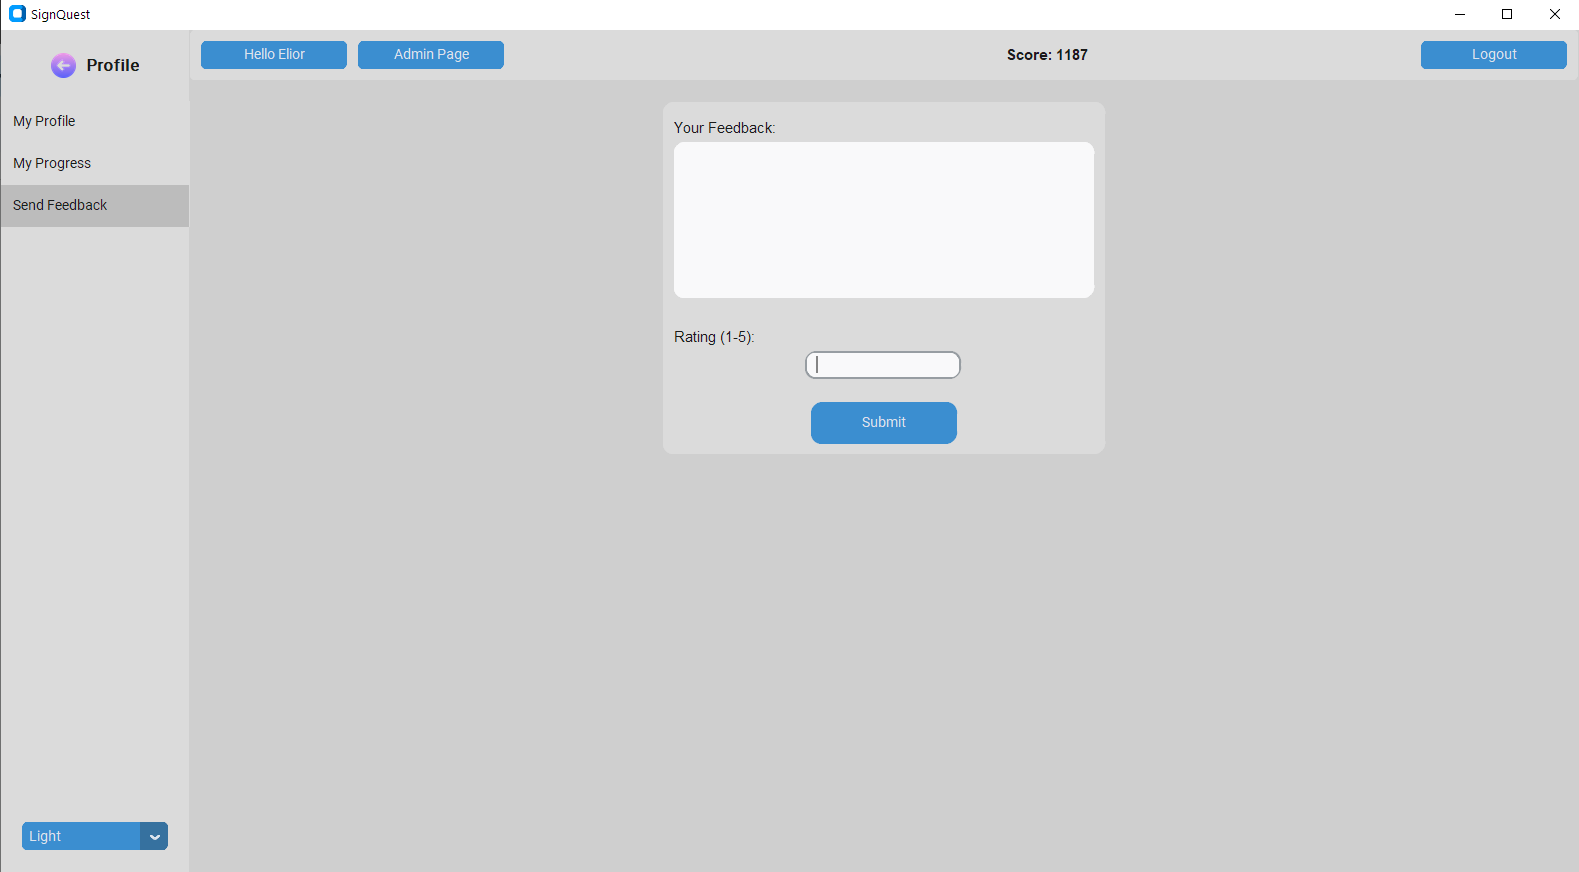 SignQuest
Profile
My Profile
My Progress
Send Feedback
Light
Hello Elior
Admin Page
Score: 1187
Logout
Your Feedback:
Rating (1-5):
Submit